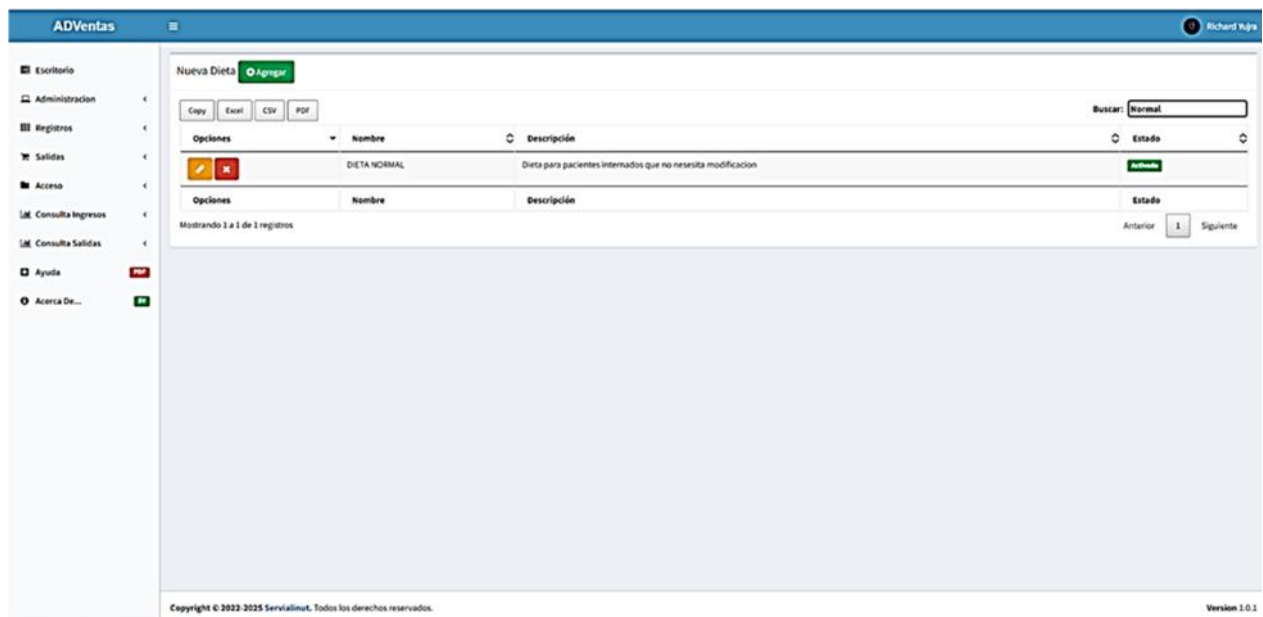 ADVentas
Richard Yujra
Escritorio
Administracion
Registros
Salidas
Acceso
Consulta Ingresos
Consulta Salidas
Ayuda PDF
Acerca De...
Nueva Dieta Agregar
Copy Excel CSV PDF
Buscar: Normal
Opciones Nombre Descripción Estado
DIETA NORMAL Dieta para pacientes internados que no nesesita modificacion Activado
Opciones Nombre Descripción Estado
Mostrando 1 a 1 de 1 registros
Anterior 1 Siguiente
Copyright © 2022-2025 Servialinut. Todos los derechos reservados.
Version 1.0.1